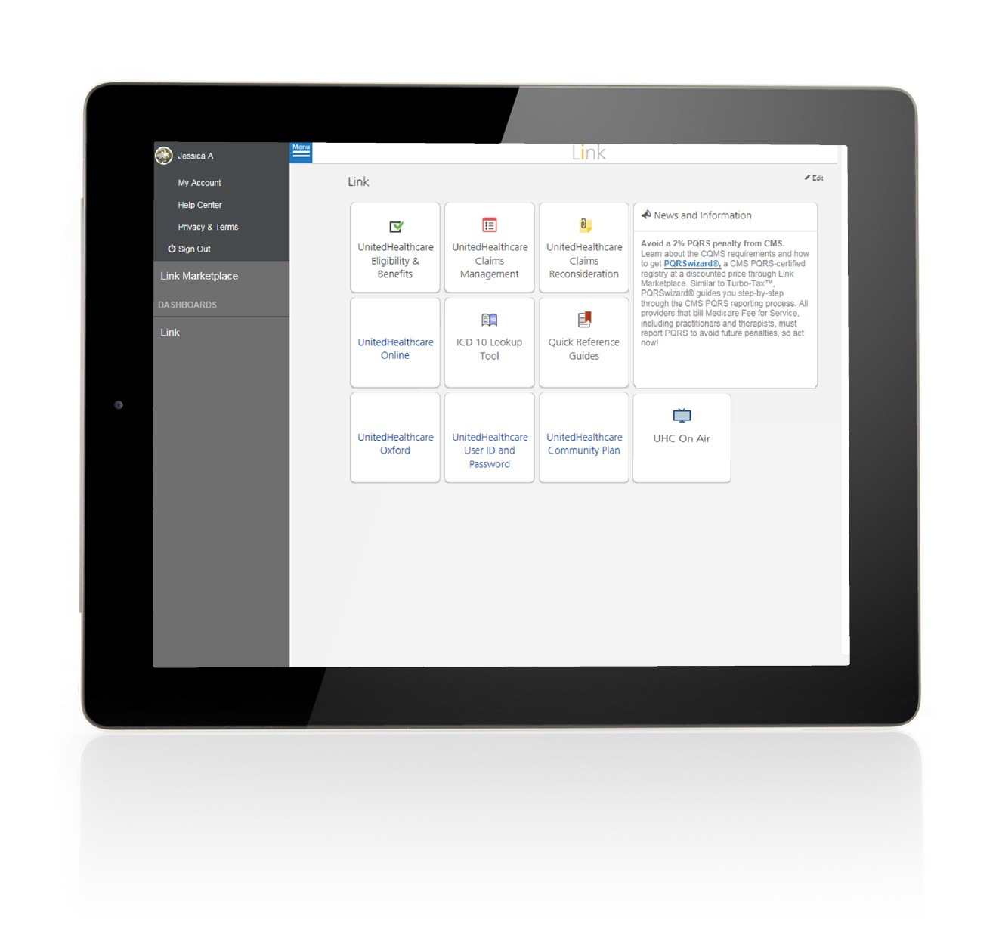 Jessica A
My Account
Help Center
Privacy & Terms
Sign Out
Link Marketplace
DASHBOARDS
Link
Menu
Link
Link
Edit
UnitedHealthcare
Eligibility &
Benefits
UnitedHealthcare
Claims
Management
UnitedHealthcare
Claims
Reconsideration
News and Information
Avoid a 2% PQRS penalty from CMS.
Learn about the CQMS requirements and how
to get PQRSwizard®, a CMS PQRS-certified
registry at a discounted price through Link
Marketplace. Similar to Turbo-Tax™,
PQRSwizard® guides you step-by-step
through the CMS PQRS reporting process. All
providers that bill Medicare Fee for Service,
including practitioners and therapists, must
report PQRS to avoid future penalties, so act
now!
UnitedHealthcare
Online
10
ICD 10 Lookup
Tool
Quick Reference
Guides
UnitedHealthcare
Oxford
UnitedHealthcare
User ID and
Password
UnitedHealthcare
Community Plan
UHC On Air